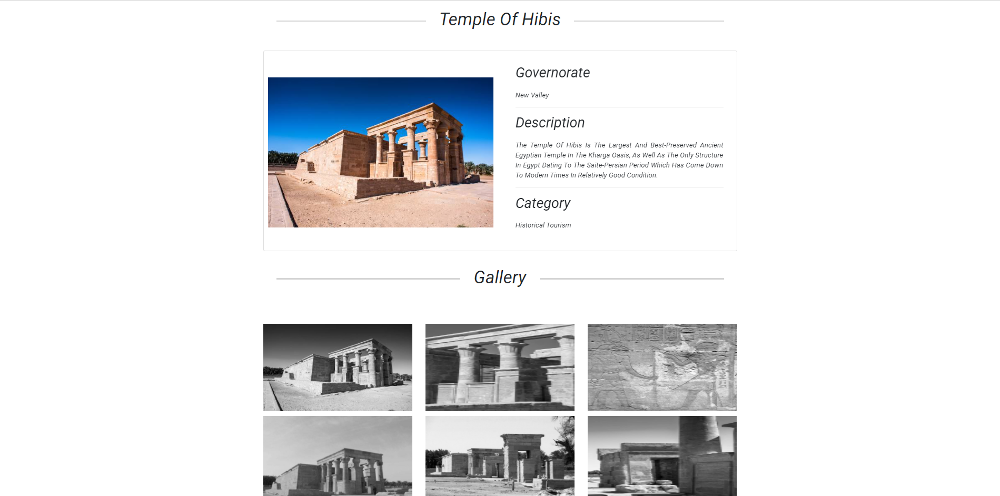 Temple Of Hibis
Governorate
New Valley
Description
The Temple Of Hibis Is The Largest And Best-Preserved Ancient
Egyptian Temple In The Kharga Oasis, As Well As The Only Structure
In Egypt Dating To The Saite-Persian Period Which Has Come Down
To Modern Times In Relatively Good Condition.
Category
Historical Tourism
Gallery